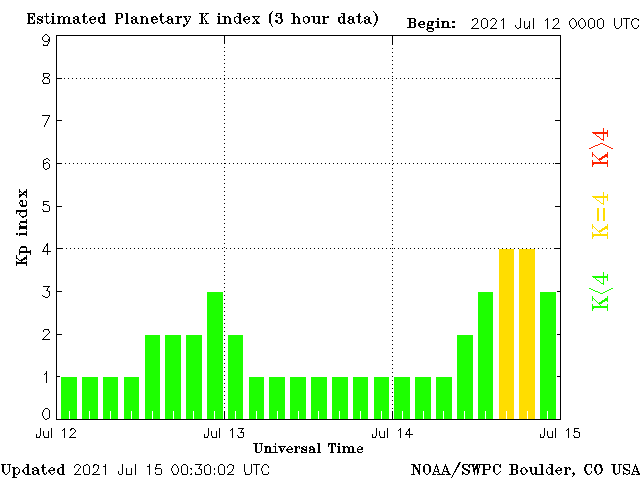 Estimated Planetary K index (3 hour data)
Begin: 2021 Jul 12 0000 UTC
9
8
7
6
5
4
3
2
1
0
Kp index
Jul 12
Jul 13
Jul 14
Jul 15
Universal Time
K>4
K=4
K<4
Updated 2021 Jul 15 00:30:02 UTC
NOAA/SWPC Boulder, CO USA